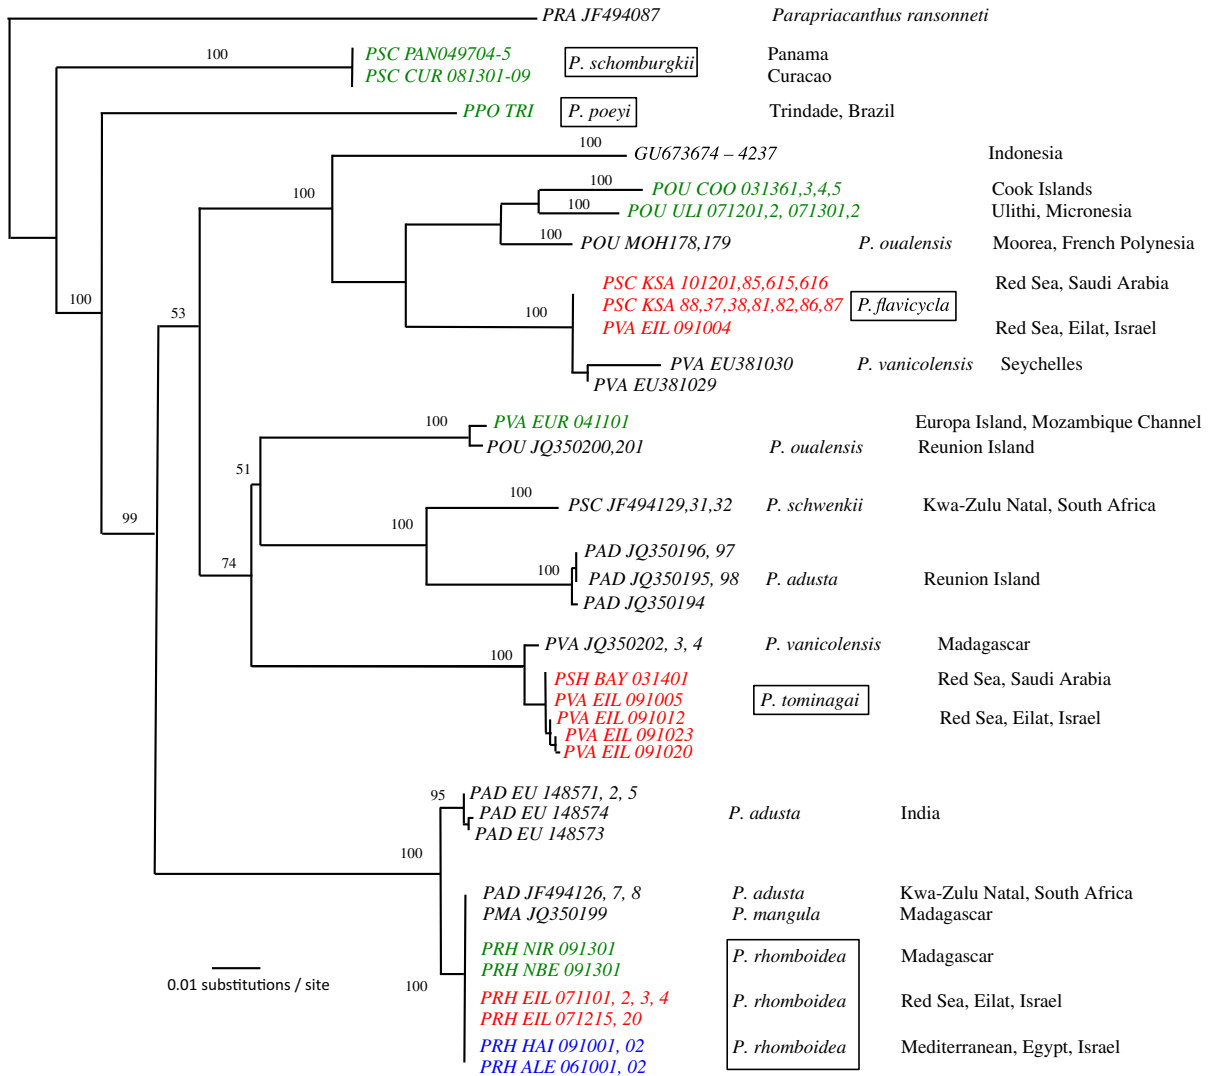 PRA JF494087 Parapriacanthus ransonneti
100 PSC PAN049704-5 P. schomburgkii Panama
PSC CUR 081301-09 Curacao
PPO TRI P. poeyi Trindade, Brazil
100 GU673674 – 4237 Indonesia
100 100 POU COO 031361,3,4,5 Cook Islands
100 POU ULI 071201,2, 071301,2 Ulithi, Micronesia
100 POU MOH178,179 P. oualensis Moorea, French Polynesia
PSC KSA 101201,85,615,616 Red Sea, Saudi Arabia
100 PSC KSA 88,37,38,81,82,86,87 P. flavicycla
53 100 PVA EIL 091004 Red Sea, Eilat, Israel
PVA EU381030 P. vanicolensis Seychelles
PVA EU381029
100 PVA EUR 041101 Europa Island, Mozambique Channel
POU JQ350200,201 P. oualensis Reunion Island
51
100 PSC JF494129,31,32 P. schwenkii Kwa-Zulu Natal, South Africa
99 100
PAD JQ350196, 97
74 100 PAD JQ350195, 98 P. adusta Reunion Island
PAD JQ350194
100 PVA JQ350202, 3, 4 P. vanicolensis Madagascar
PSH BAY 031401 Red Sea, Saudi Arabia
PVA EIL 091005 P. tominagai
PVA EIL 091012 Red Sea, Eilat, Israel
PVA EIL 091023
PVA EIL 091020
95 PAD EU 148571, 2, 5
PAD EU 148574 P. adusta India
PAD EU 148573
100
PAD JF494126, 7, 8 P. adusta Kwa-Zulu Natal, South Africa
PMA JQ350199 P. mangula Madagascar
PRH NIR 091301 P. rhomboidea Madagascar
PRH NBE 091301
0.01 substitutions / site 100 PRH EIL 071101, 2, 3, 4 P. rhomboidea Red Sea, Eilat, Israel
PRH EIL 071215, 20
PRH HAI 091001, 02 P. rhomboidea Mediterranean, Egypt, Israel
PRH ALE 061001, 02